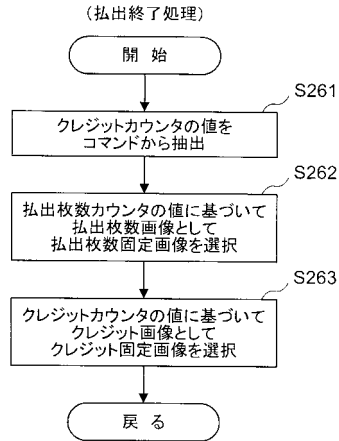 (払出終了処理)
開 始
S261
クレジットカウンタの値を
コマンドから抽出
S262
払出枚数カウンタの値に基づいて
払出枚数画像として
払出枚数固定画像を選択
S263
クレジットカウンタの値に基づいて
クレジット画像として
クレジット固定画像を選択
戻 る